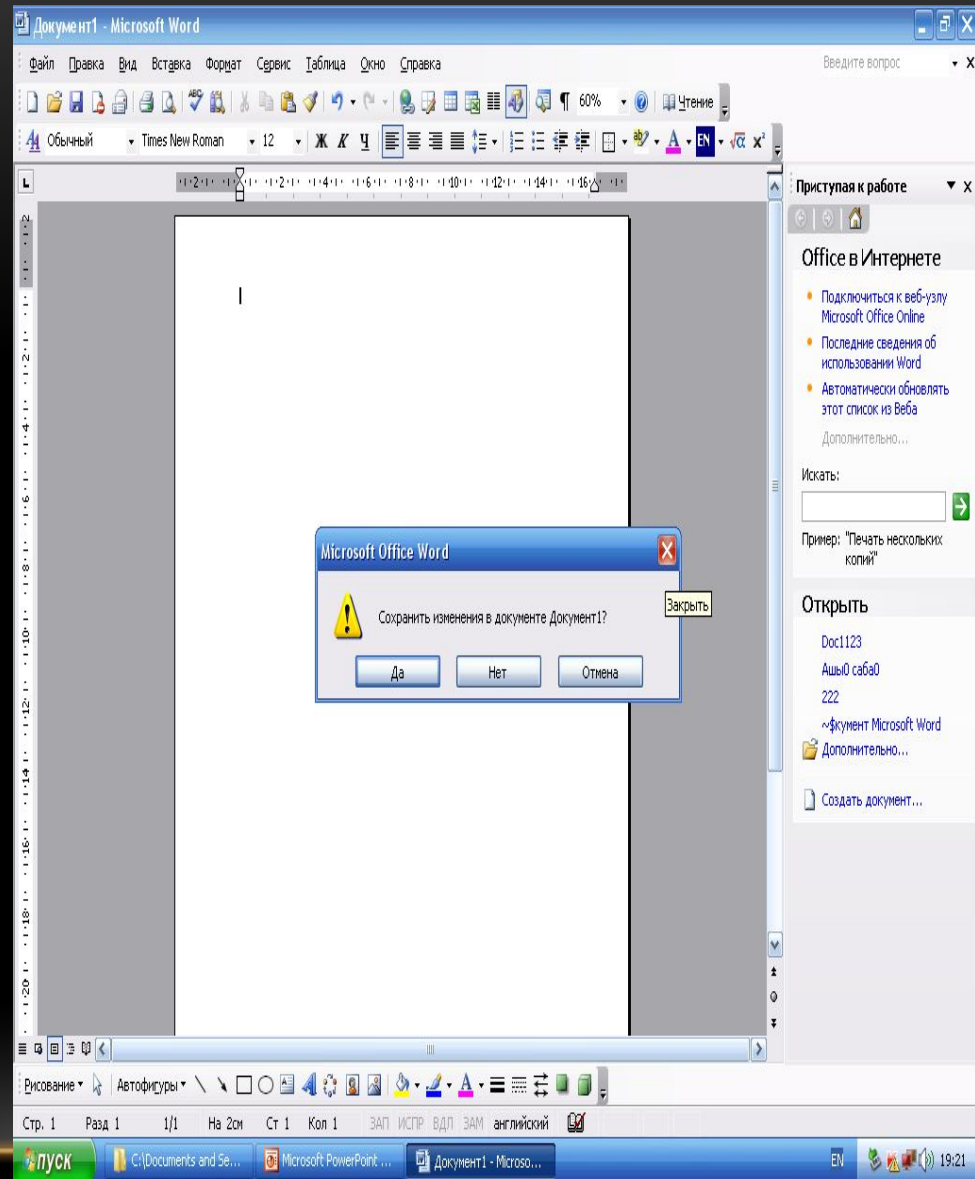 Документ1 - Microsoft Word
Файл Правка Вид Вставка Формат Сервис Таблица Окно Справка
Введите вопрос
60% Чтение
Обычный Times New Roman 12 Ж К Ч EN
Приступая к работе
Office в Интернете
Подключиться к веб-узлу
Microsoft Office Online
Последние сведения об
использовании Word
Автоматически обновлять
этот список из Веба
Дополнительно...
Искать:
Пример: "Печать нескольких
копий"
Microsoft Office Word
Сохранить изменения в документе Документ1?
Да Нет Отмена
Закрыть
Открыть
Doc1123
Ашы0 саба0
222
~$кумент Microsoft Word
Дополнительно...
Создать документ...
Рисование Автофигуры
Стр. 1 Разд 1 1/1 На 2см Ст 1 Кол 1 ЗАП ИСПР ВДЛ ЗАМ английский
пуск C:\Documents and Se... Microsoft PowerPoint ... Документ1 - Microso... EN 19:21